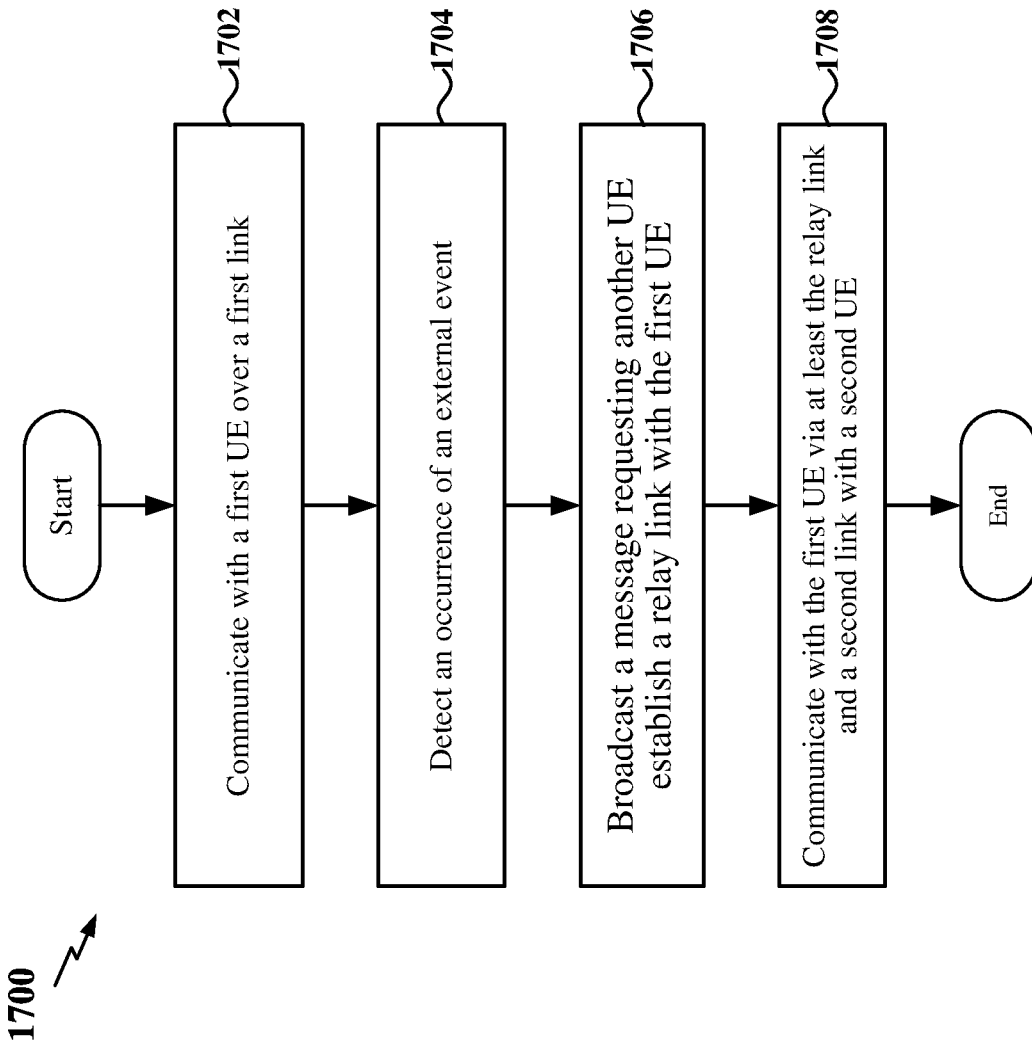 1700
Start
Communicate with a first UE over a first link
1702
Detect an occurrence of an external event
1704
Broadcast a message requesting another UE
establish a relay link with the first UE
1706
Communicate with the first UE via at least the relay link
and a second link with a second UE
1708
End